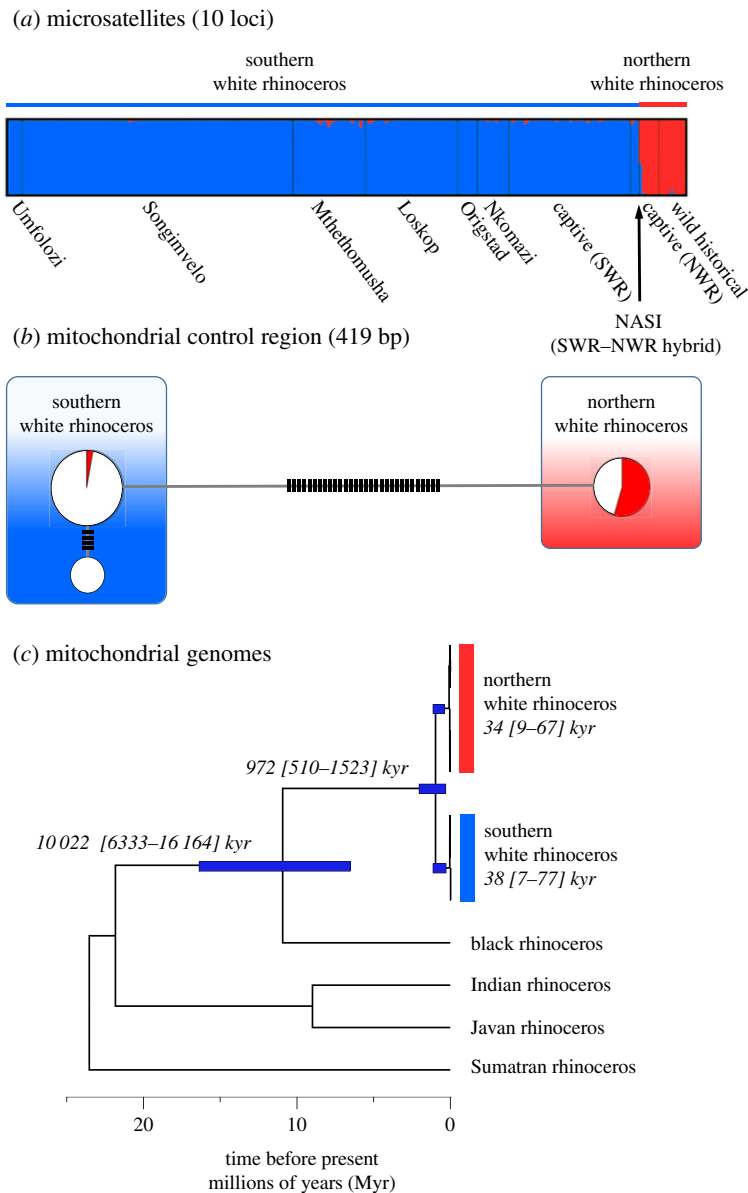 (a) microsatellites (10 loci)
southern
white rhinoceros
northern
white rhinoceros
Umfolozi
Songimvelo
Mthethomusha
Loskop
Origstad
Nkomazi
captive (SWR)
captive (NWR)
wild historical
NASI
(SWR–NWR hybrid)
(b) mitochondrial control region (419 bp)
southern
white rhinoceros
northern
white rhinoceros
(c) mitochondrial genomes
northern
white rhinoceros
34 [9–67] kyr
972 [510–1523] kyr
10 022 [6333–16 164] kyr
southern
white rhinoceros
38 [7–77] kyr
black rhinoceros
Indian rhinoceros
Javan rhinoceros
Sumatran rhinoceros
20 10 0
time before present
millions of years (Myr)